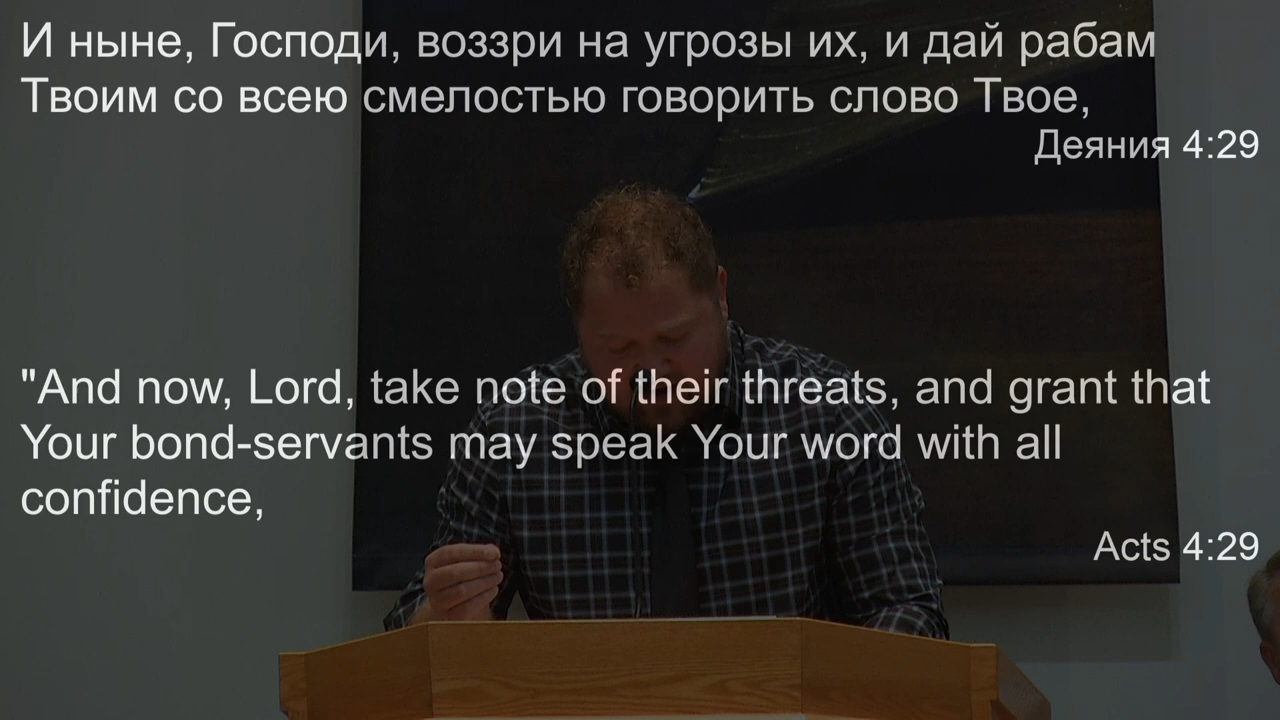 И ныне, Господи, воззри на угрозы их, и дай рабам
Твоим со всею смелостью говорить слово Твое,
Деяния 4:29
"And now, Lord, take note of their threats, and grant that
Your bond-servants may speak Your word with all
confidence,
Acts 4:29